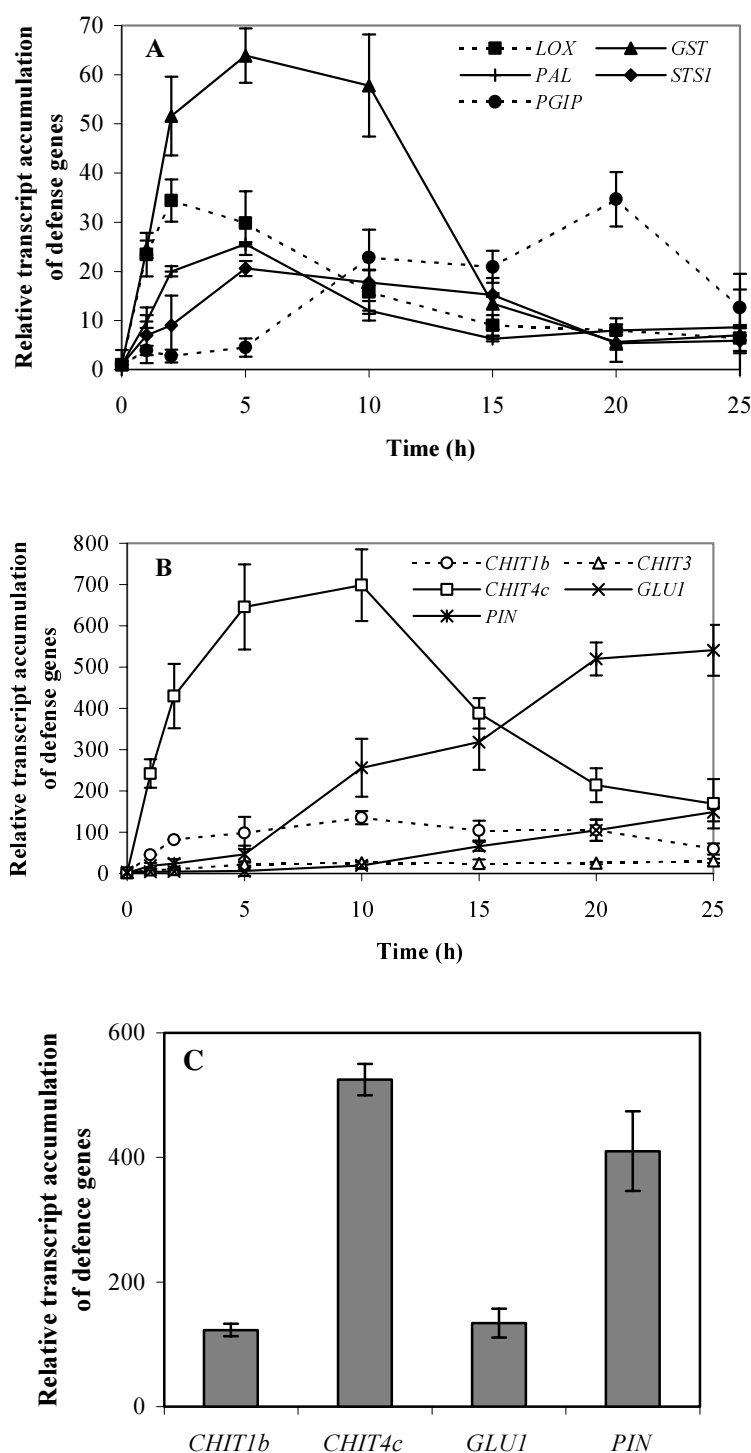 A
Relative transcript accumulation
of defense genes
70
60
50
40
30
20
10
0
LOX GST
PAL STS1
PGIP
0 5 10 15 20 25
Time (h)
B
Relative transcript accumulation
of defense genes
800
700
600
500
400
300
200
100
0
CHIT1b CHIT3
CHIT4c GLU1
PIN
0 5 10 15 20 25
Time (h)
C
Relative transcript accumulation
of defence genes
600
400
200
0
CHIT1b CHIT4c GLU1 PIN